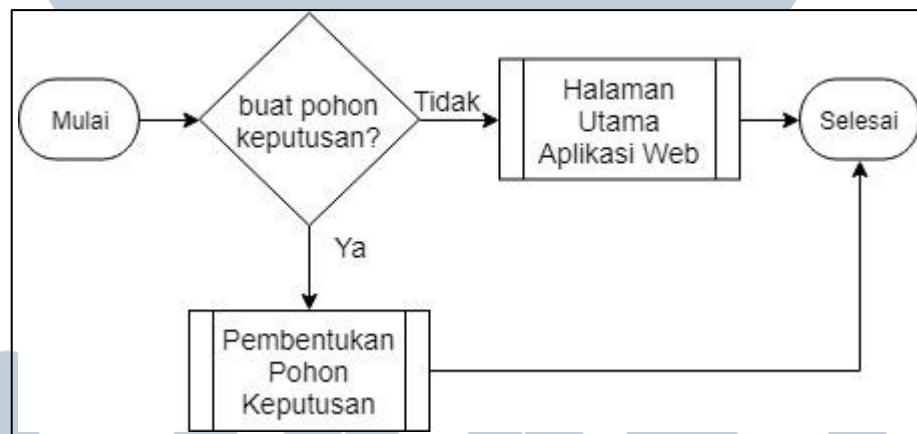 Mulai
buat pohon
keputusan?
Tidak
Halaman
Utama
Aplikasi Web
Selesai
Ya
Pembentukan
Pohon
Keputusan